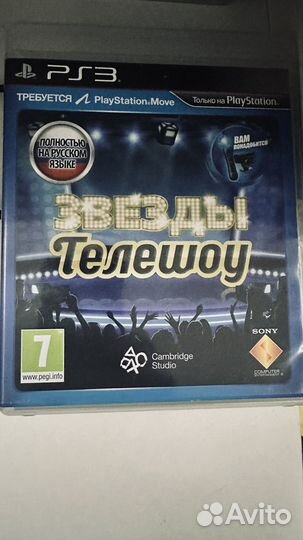 PS3
ТРЕБУЕТСЯ PlayStation®Move
Только на PlayStation
ПОЛНОСТЬЮ
НА РУССКОМ
ЯЗЫКЕ
ВАМ
ПОНАДОБИТСЯ
ЗВЕЗДЫ
Телешоу
7
www.pegi.info
Cambridge
Studio
SONY
COMPUTER
ENTERTAINMENT
Avito